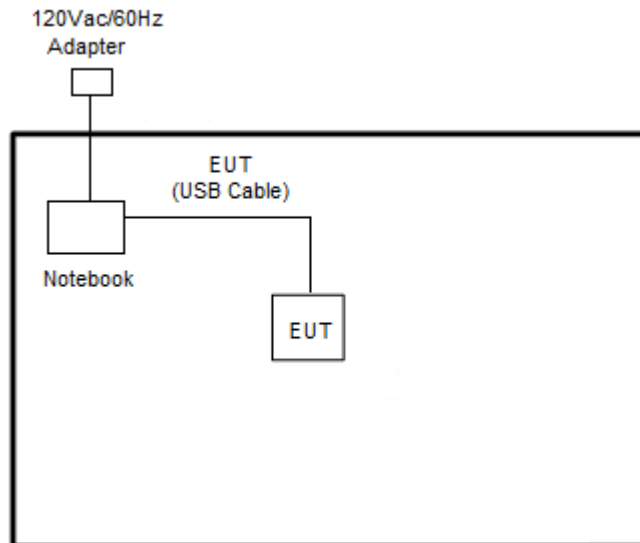 120Vac/60Hz
Adapter
EUT
(USB Cable)
Notebook
EUT